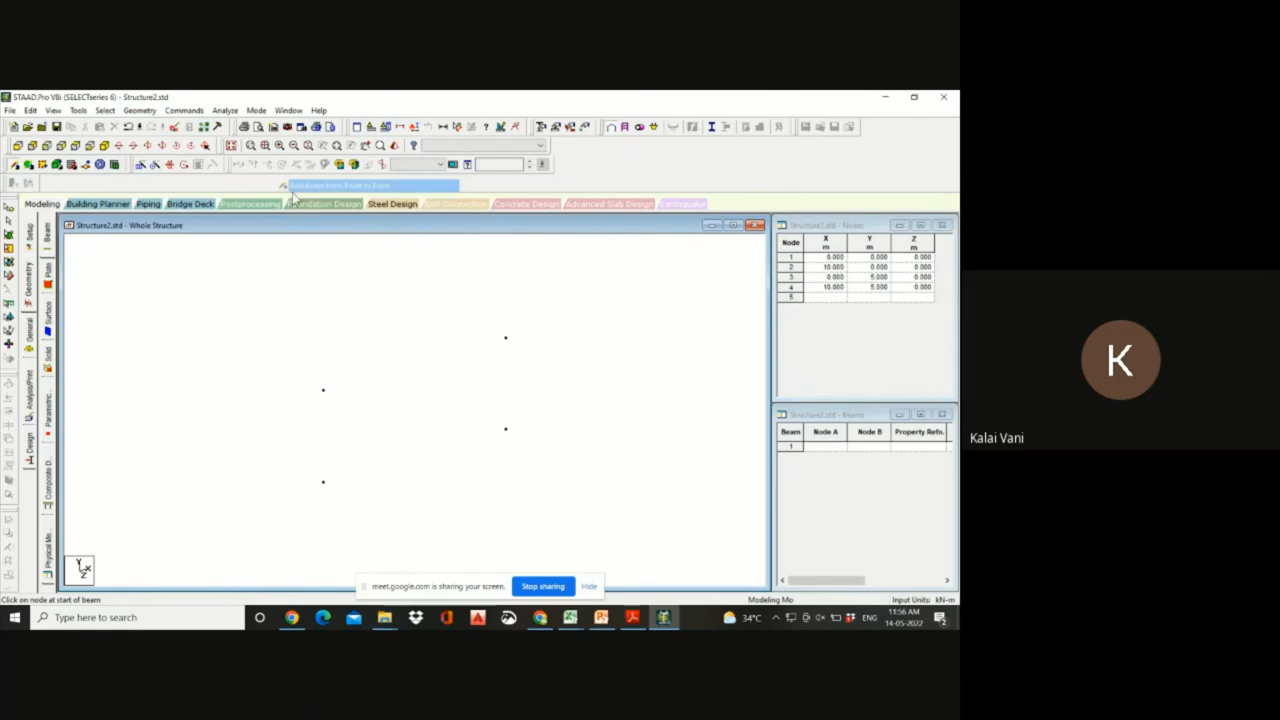 STAAD.Pro V8i (SELECTseries 6) - Structure2.std
File Edit View Tools Select Geometry Commands Analyze Mode Window Help
Add Beam from Point to Point
Modeling Building Planner Piping Bridge Deck Postprocessing Foundation Design Steel Design Concrete Design Advanced Slab Design Earthquake
Setup
Geometry
General
Analysis/Print
Design
Beam
Plate
Surface
Solid
Parametric...
Composite D...
Physical Me...
Structure2.std - Whole Structure
Structure2.std - Nodes
Node X m Y m Z m
1 0.000 0.000 0.000
2 10.000 0.000 0.000
3 0.000 5.000 0.000
4 10.000 5.000 0.000
5
Structure2.std - Beams
Beam Node A Node B Property Refn.
1
Y X Z
meet.google.com is sharing your screen. Stop sharing Hide
Click on node at start of beam Modeling Mo Input Units: kN-m
Type here to search
34°C ENG 11:56 AM
14-05-2022
2
K
Kalai Vani